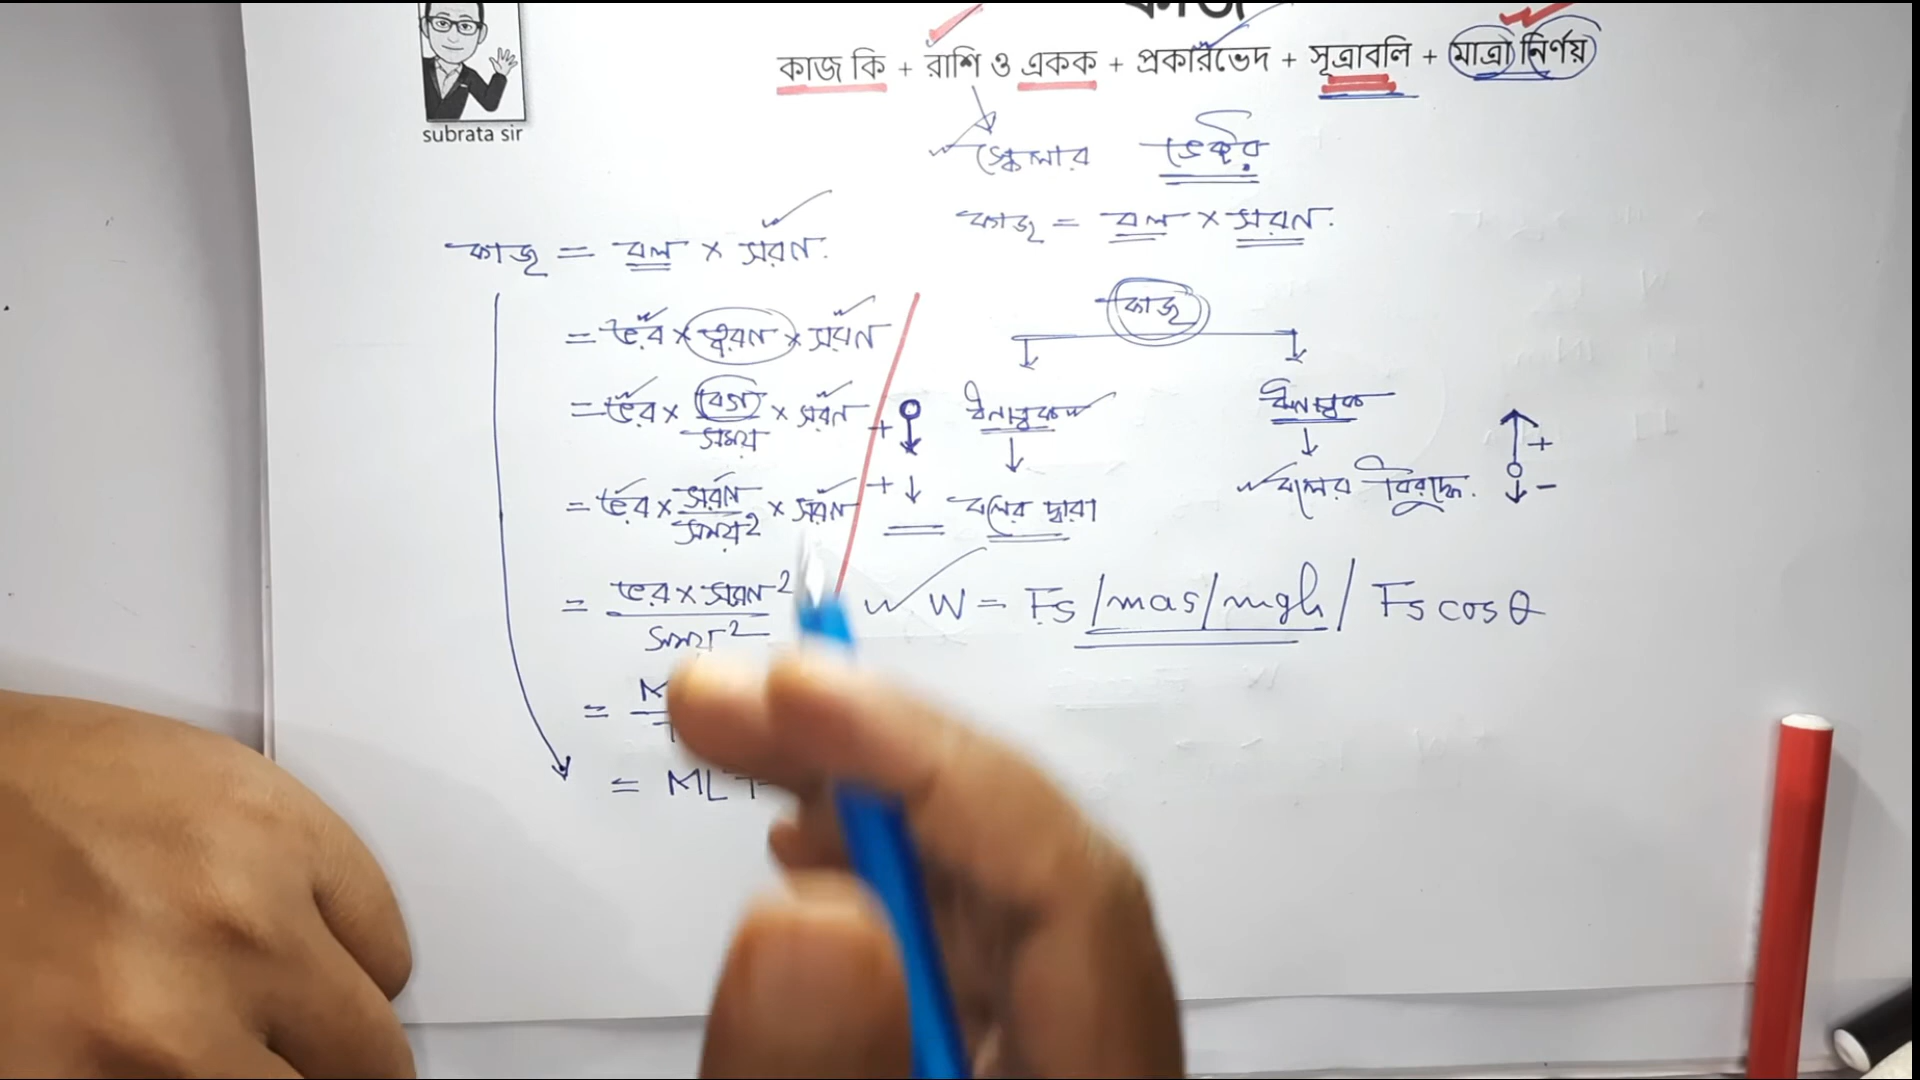 কাজ
কাজ কি + রাশি ও একক + প্রকারভেদ + সূত্রাবলি + মাত্রা নির্ণয়
subrata sir
স্কেলার ভেক্টর
কাজ = বল × সরণ.
কাজ = বল × সরণ.
= ভর × ত্বরণ × সরণ
= ভর × বেগ/সময় × সরণ
= ভর × সরণ/সময়² × সরণ
= ভর × সরণ²/সময়²
= M
T
= ML T
কাজ
ধনাত্মক ঋনাত্মক
+ + + -
বলের দ্বারা বলের বিরুদ্ধে.
W = Fs / mas / mgh / Fs cos θ